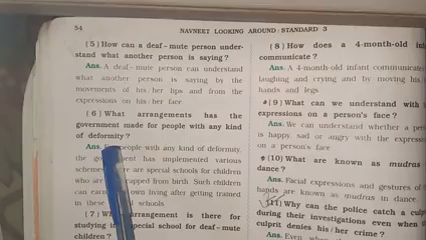 54
NAVNEET LOOKING AROUND : STANDARD 3
(5) How can a deaf-mute person under-
stand what another person is saying?
Ans. A deaf-mute person can understand
what another person is saying by the
movements of his/her lips and from the
expressions on his/her face
(6) What arrangements has the
government made for people with any kind
of deformity?
Ans. people with any kind of deformity,
the has implemented various
are special schools for children
who are from birth. Such children
can earn own living after getting trained
in these schools
(7) arrangement is there for
studying in special school for deaf-mute
children?
(8) How does a 4-month-old
communicate?
Ans. A 4-month-old infant communicates
laughing and crying and by moving his/
hands and legs
(9) What can we understand with
expressions on a person's face?
Ans. We can understand whether a
is happy, sad or angry with the
on a person's face
(10) What are known as mudras
dance?
Ans. Facial expressions and gestures of
hands are known as mudras in dance
(11) Why can the police catch a
during their investigations even when
culprit denies his/her crime?
Ans. Even